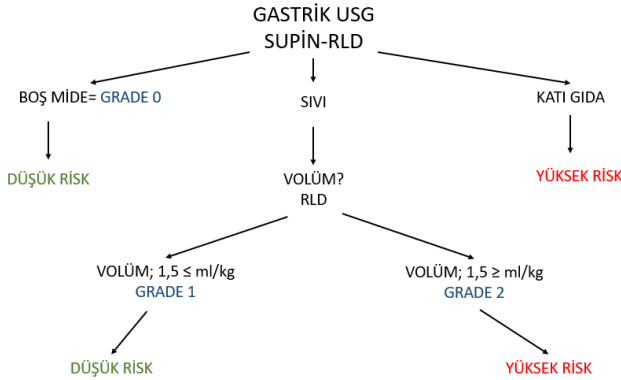 GASTRİK USG
SUPİN-RLD
BOŞ MİDE= GRADE 0
SIVI
KATI GIDA
DÜŞÜK RİSK
VOLÜM?
RLD
YÜKSEK RİSK
VOLÜM; 1,5 ≤ ml/kg
GRADE 1
VOLÜM; 1,5 ≥ ml/kg
GRADE 2
DÜŞÜK RİSK
YÜKSEK RİSK